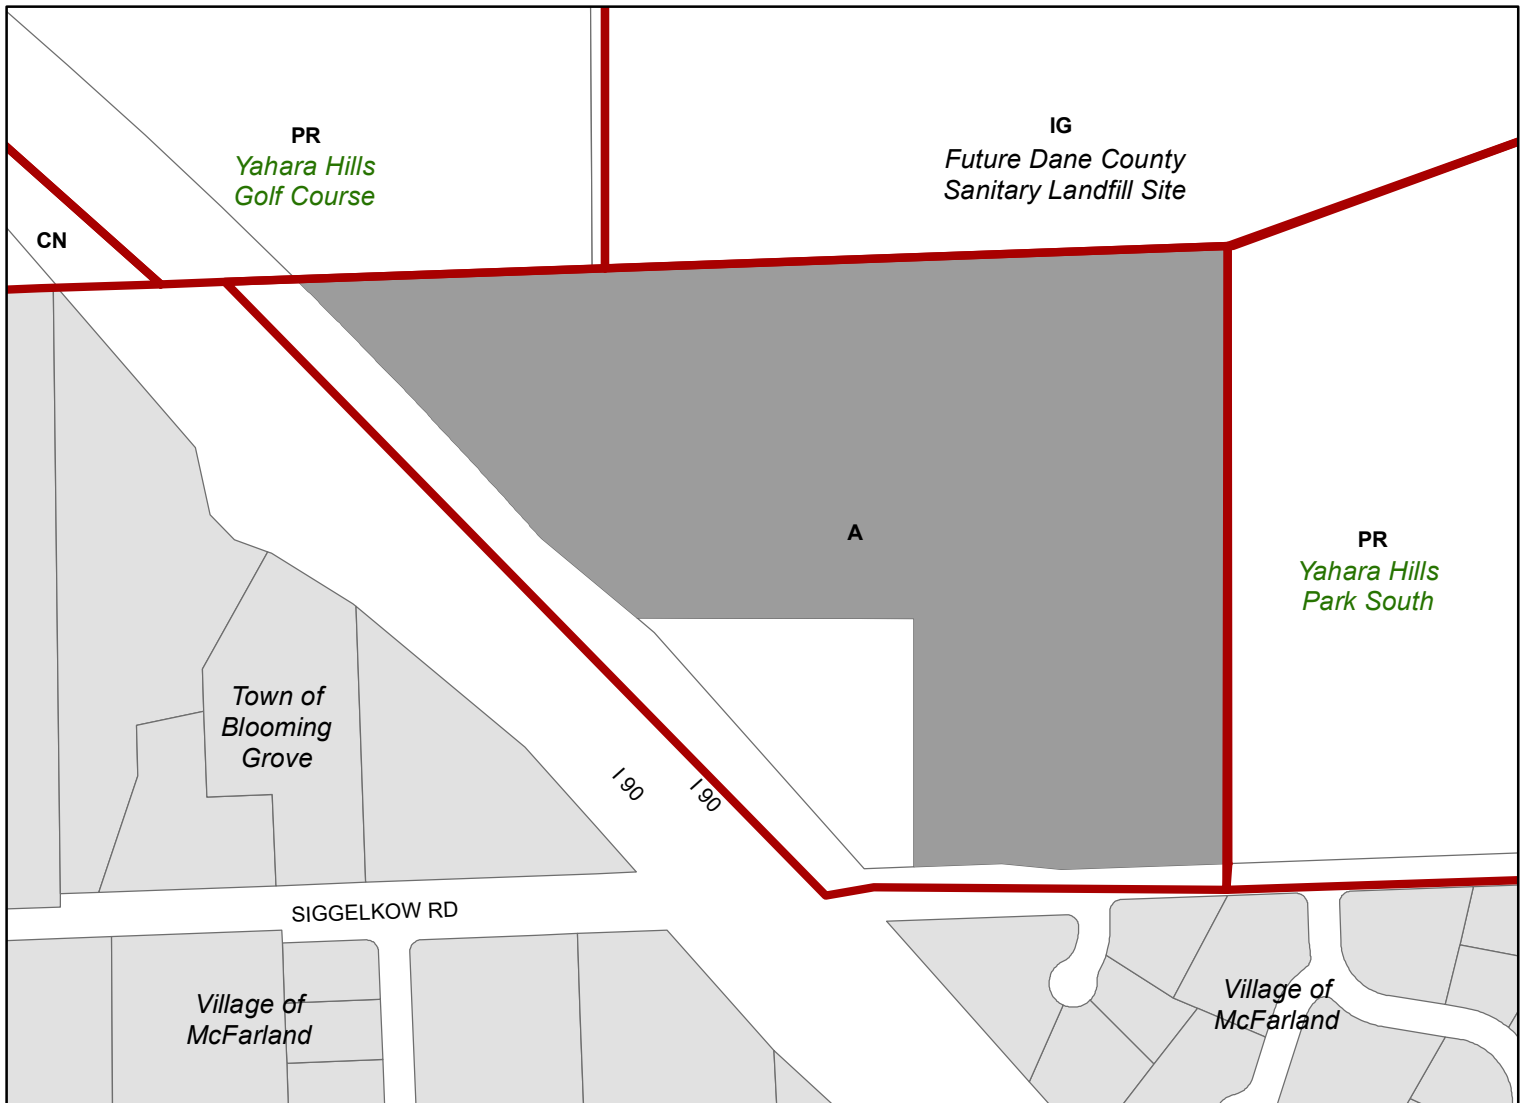 IG
PR
Future Dane County
Sanitary Landfill Site
Yahara Hills
Golf Course
CN
A
PR
Yahara Hills
Park South
Town of
Blooming
Grove
I 90
I 90
SIGGELKOW RD
Village of
McFarland
Village of
McFarland